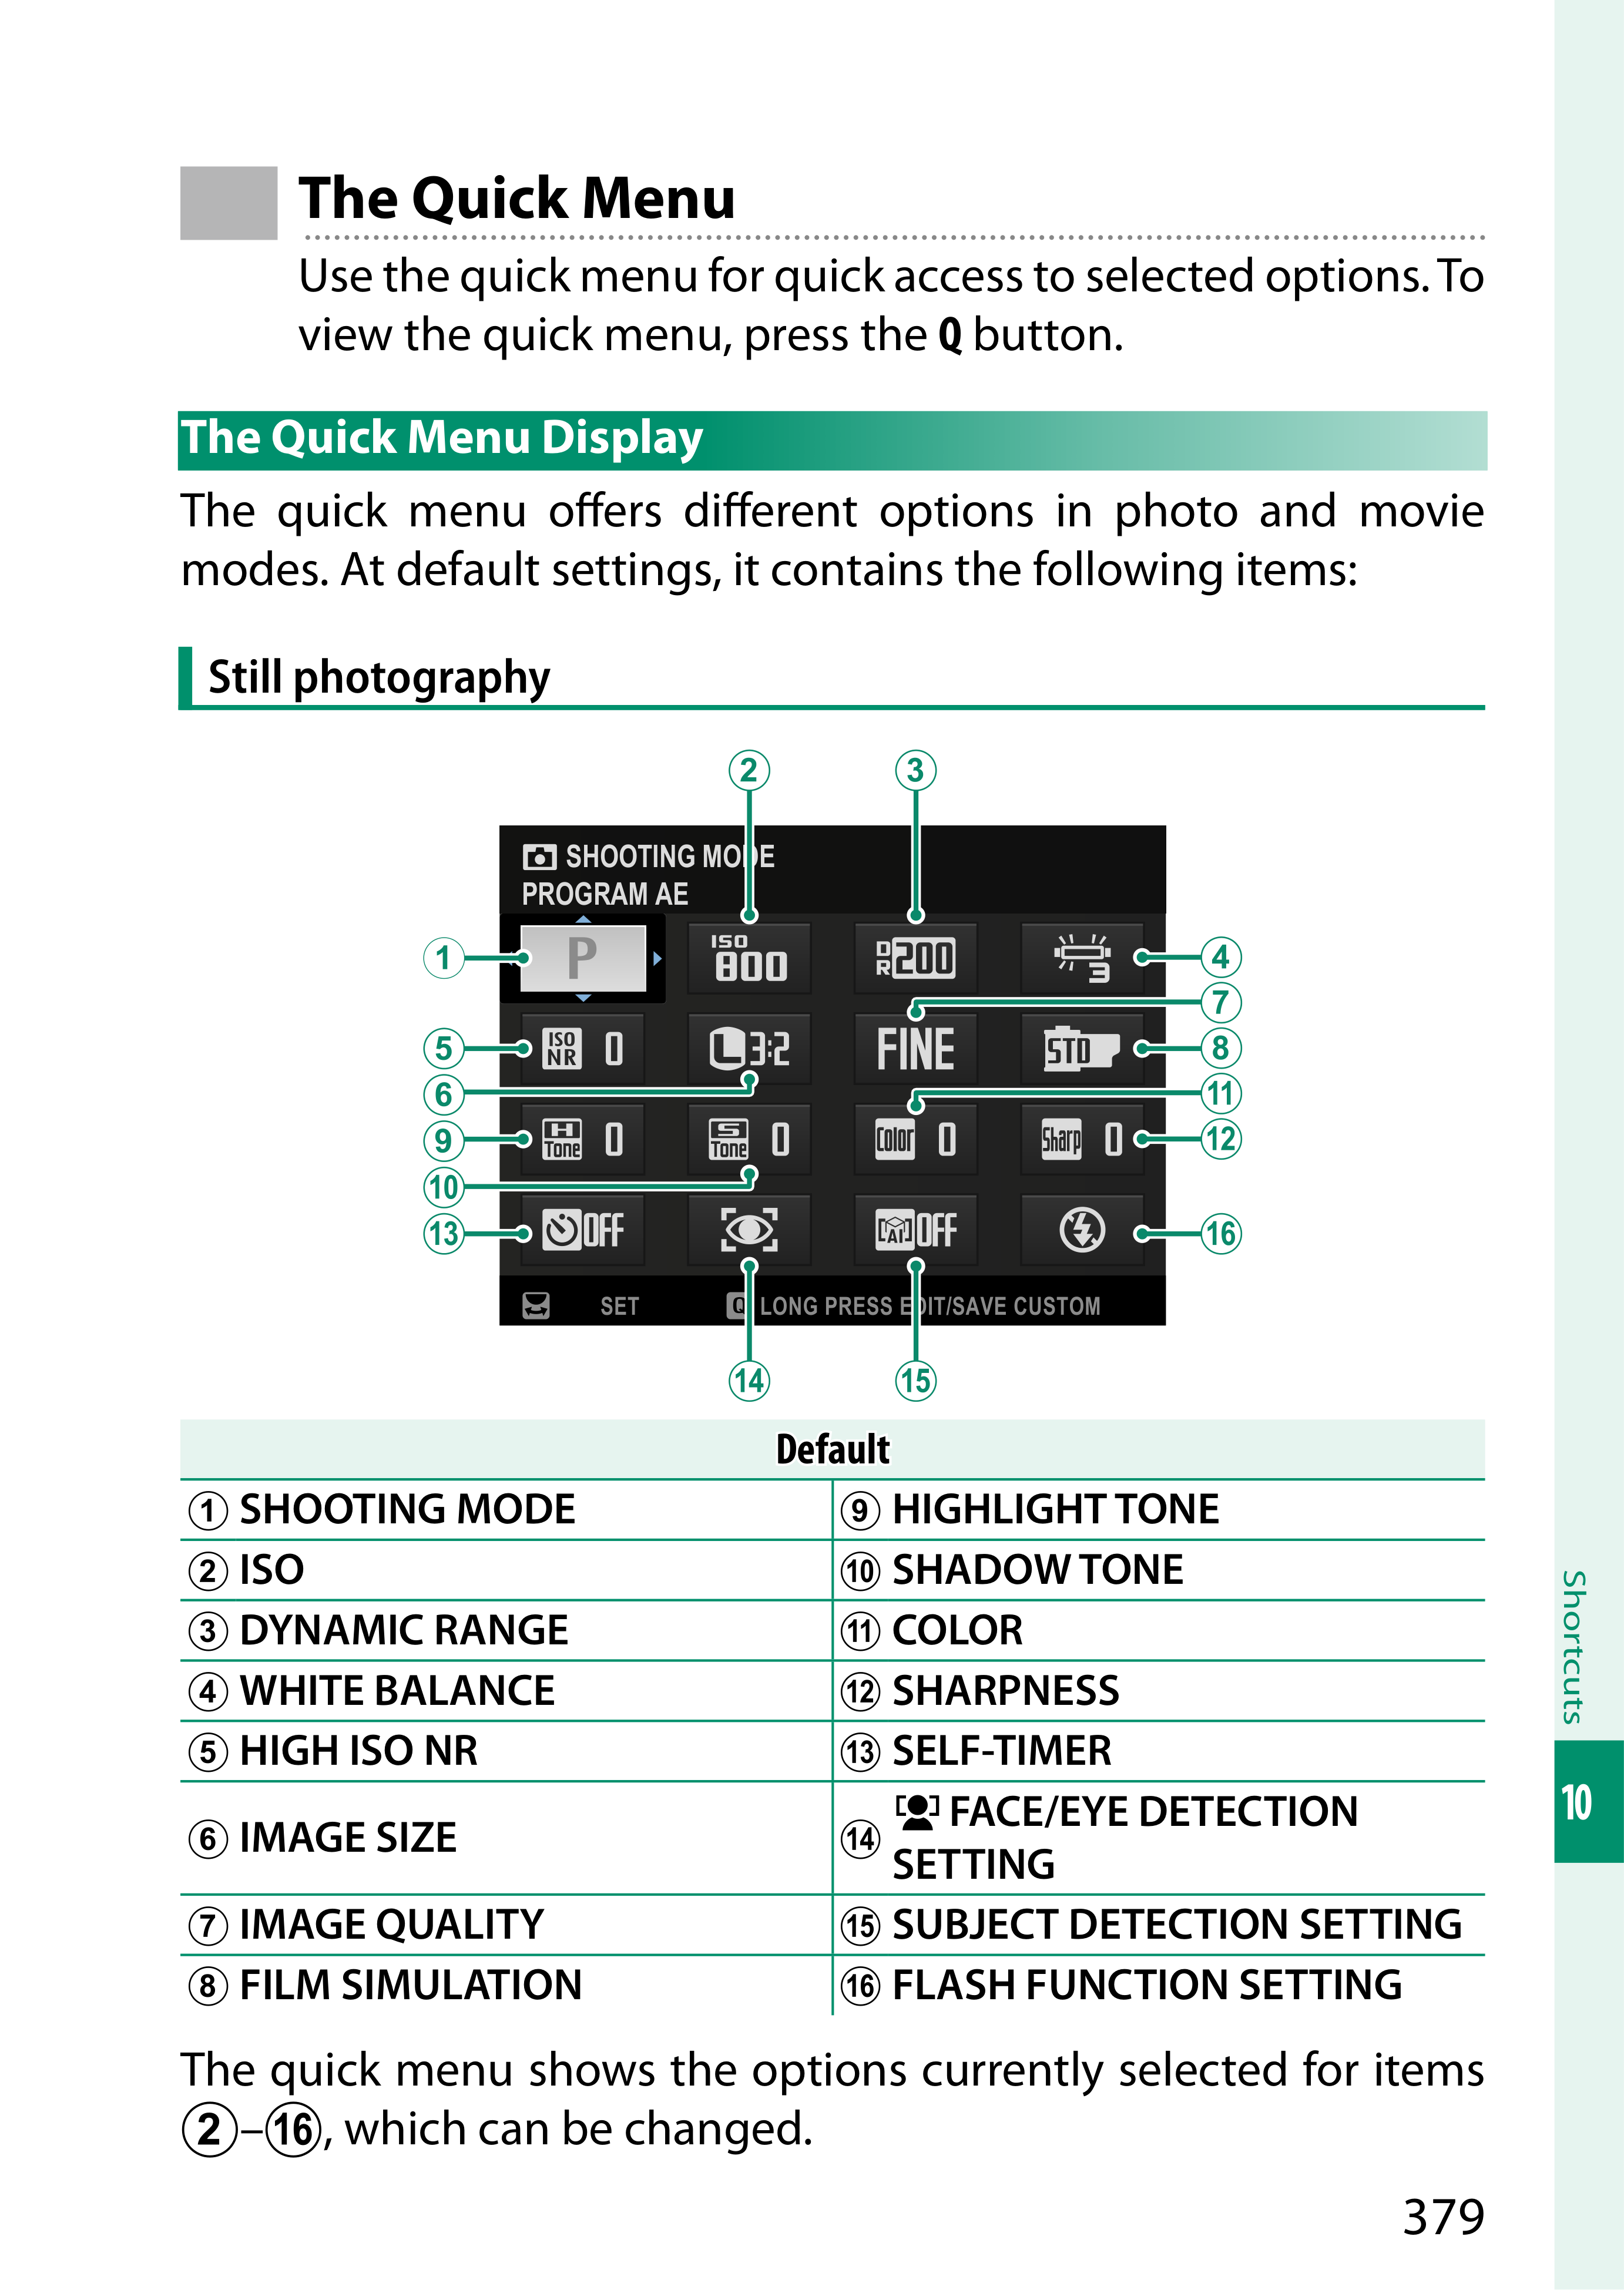 The Quick Menu
Use the quick menu for quick access to selected options. To
view the quick menu, press the Q button.
The Quick Menu Display
The quick menu offers different options in photo and movie
modes. At default settings, it contains the following items:
Still photography
2 3
SHOOTING MODE
PROGRAM AE
1 P ISO 800 DR 200 3 4
7
5 ISO NR 0 L 3:2 FINE STD 8
6 11
9 H Tone 0 S Tone 0 Color 0 Sharp 0 12
10
13 OFF AI OFF 16
SET Q LONG PRESS EDIT/SAVE CUSTOM
14 15
Default
① SHOOTING MODE ⑨ HIGHLIGHT TONE
② ISO ⑩ SHADOW TONE
③ DYNAMIC RANGE ⑪ COLOR
④ WHITE BALANCE ⑫ SHARPNESS
⑤ HIGH ISO NR ⑬ SELF-TIMER
⑥ IMAGE SIZE ⑭ FACE/EYE DETECTION
SETTING
⑦ IMAGE QUALITY ⑮ SUBJECT DETECTION SETTING
⑧ FILM SIMULATION ⑯ FLASH FUNCTION SETTING
The quick menu shows the options currently selected for items
②–⑯, which can be changed.
Shortcuts
10
379